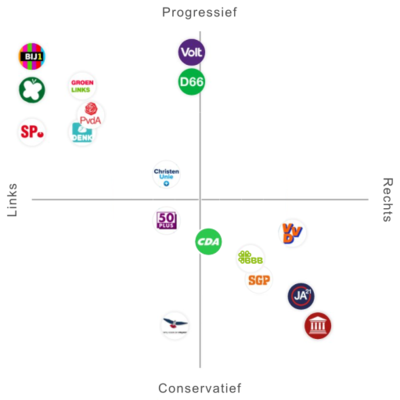 Progressief
BIJ1
Volt
D66
GROEN
LINKS
PvdA
SP
DENK
Christen
Unie
Links
Rechts
50
PLUS
CDA
VVD
BBB
SGP
JA21
Conservatief